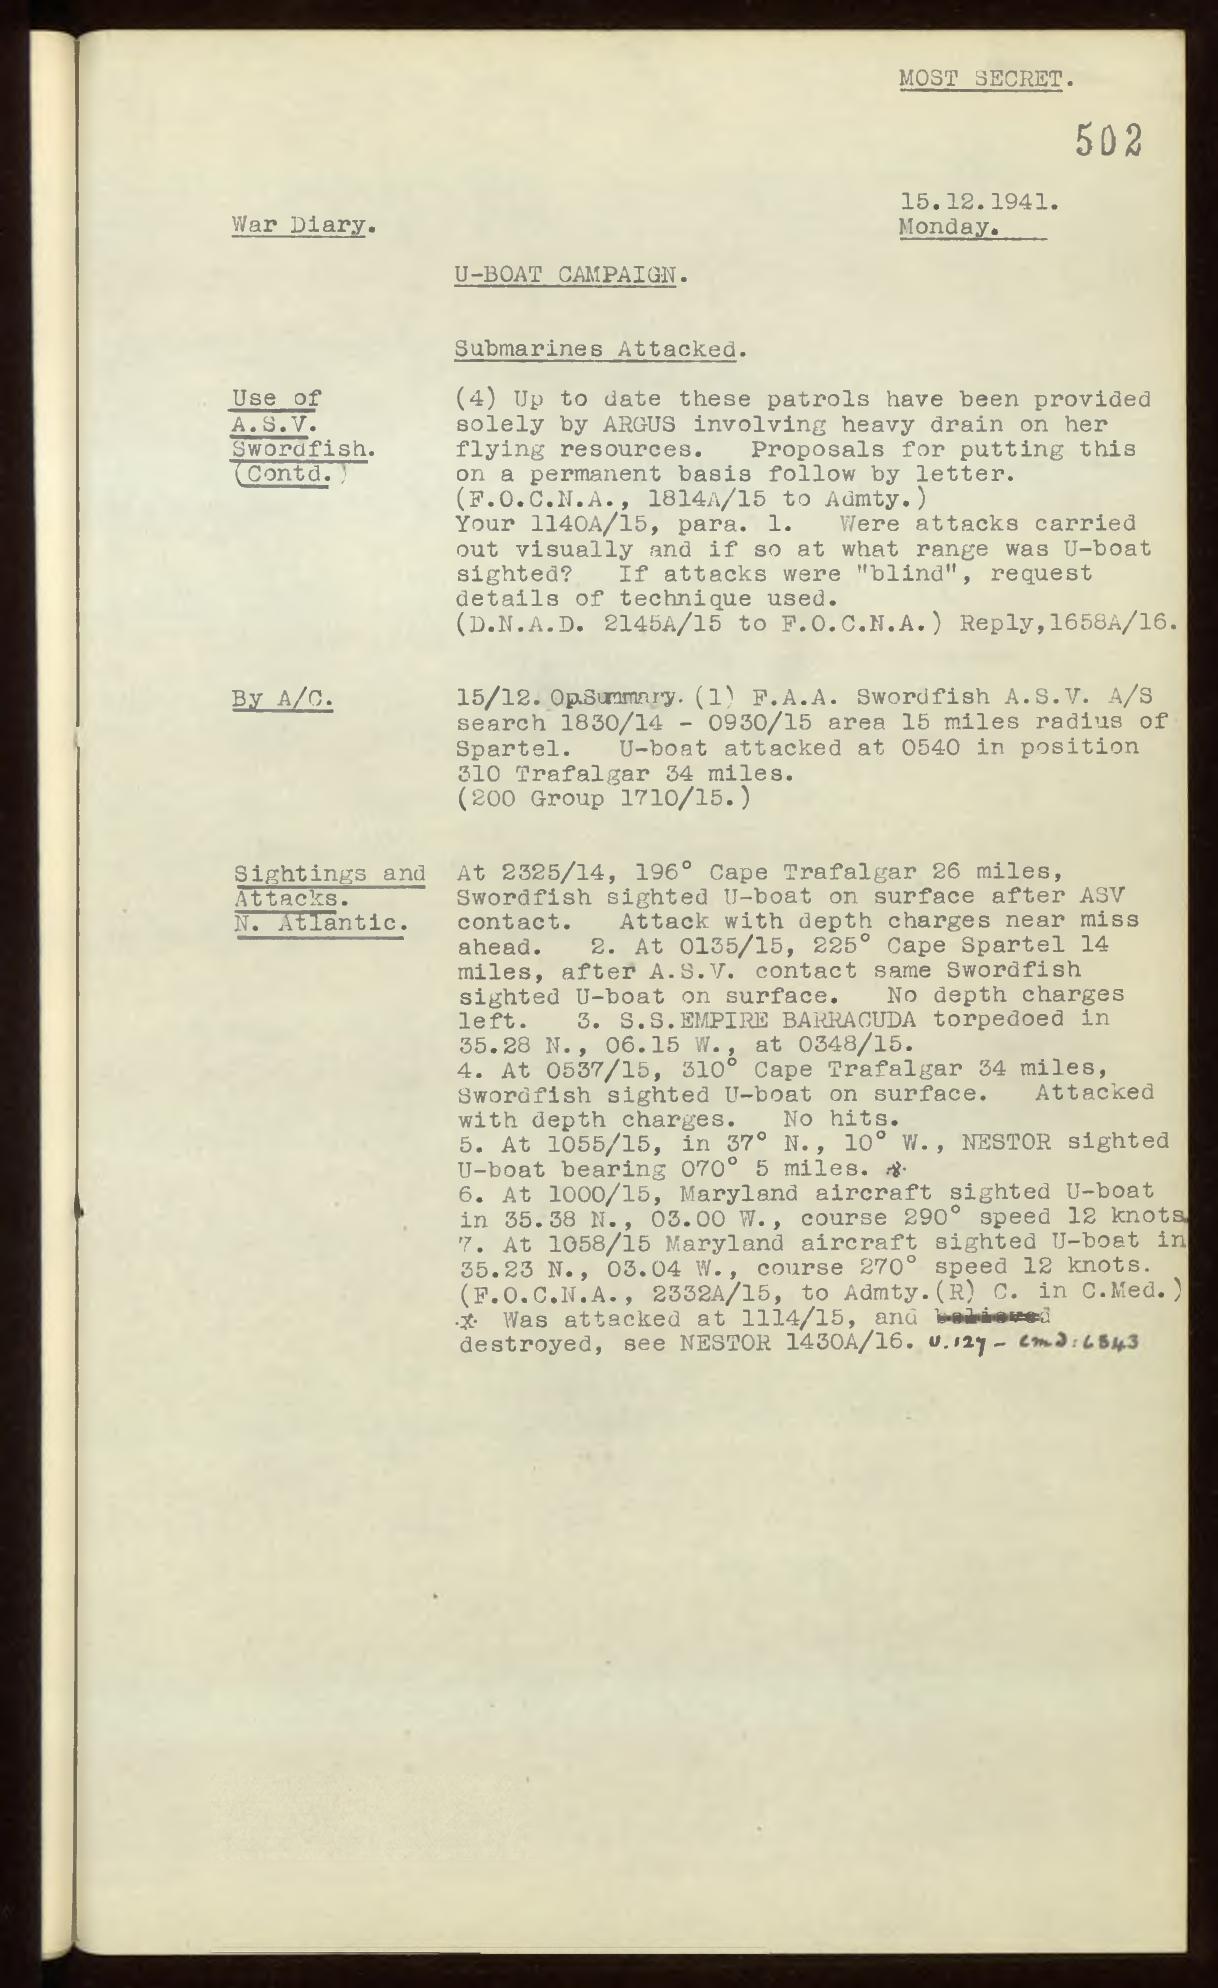 MOST SECRET.
502
15.12.1941.
War Diary.
Monday.
U-BOAT CAMPAIGN.
Submarines Attacked.
Use of
A.S.V.
Swordfish.
(Contd.)
(4) Up to date these patrols have been provided
solely by ARGUS involving heavy drain on her
flying resources. Proposals for putting this
on a permanent basis follow by letter.
(F.O.C.N.A., 1814A/15 to Admty.)
Your 1140A/15, para. 1. Were attacks carried
out visually and if so at what range was U-boat
sighted? If attacks were "blind", request
details of technique used.
(D.N.A.D. 2145A/15 to F.O.C.N.A.) Reply,1658A/16.
By A/C.
15/12. Op.Summary. (1) F.A.A. Swordfish A.S.V. A/S
search 1830/14 - 0930/15 area 15 miles radius of
Spartel. U-boat attacked at 0540 in position
310 Trafalgar 34 miles.
(200 Group 1710/15.)
Sightings and
Attacks.
N. Atlantic.
At 2325/14, 196° Cape Trafalgar 26 miles,
Swordfish sighted U-boat on surface after ASV
contact. Attack with depth charges near miss
ahead. 2. At 0135/15, 225° Cape Spartel 14
miles, after A.S.V. contact same Swordfish
sighted U-boat on surface. No depth charges
left. 3. S.S.EMPIRE BARRACUDA torpedoed in
35.28 N., 06.15 W., at 0348/15.
4. At 0537/15, 310° Cape Trafalgar 34 miles,
Swordfish sighted U-boat on surface. Attacked
with depth charges. No hits.
5. At 1055/15, in 37° N., 10° W., NESTOR sighted
U-boat bearing 070° 5 miles. *
6. At 1000/15, Maryland aircraft sighted U-boat
in 35.38 N., 03.00 W., course 290° speed 12 knots.
7. At 1058/15 Maryland aircraft sighted U-boat in
35.23 N., 03.04 W., course 270° speed 12 knots.
(F.O.C.N.A., 2332A/15, to Admty.(R) C. in C.Med.)
* Was attacked at 1114/15, and believed
destroyed, see NESTOR 1430A/16. U.127 - Cmd: 6843